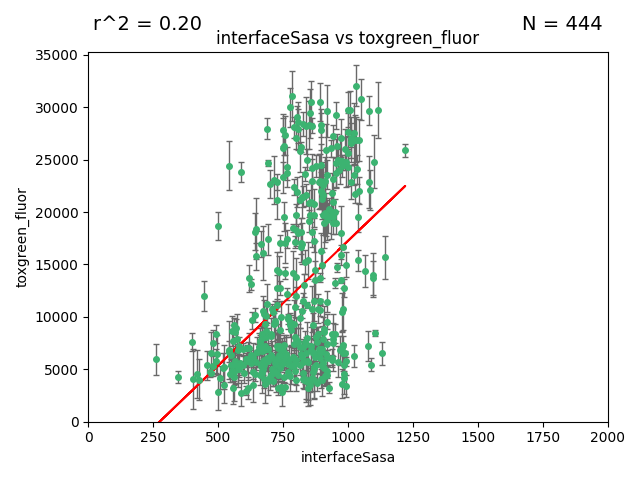 r^2 = 0.20
N = 444
interfaceSasa vs toxgreen_fluor
35000
30000
25000
20000
15000
10000
5000
0
toxgreen_fluor
0 250 500 750 1000 1250 1500 1750 2000
interfaceSasa